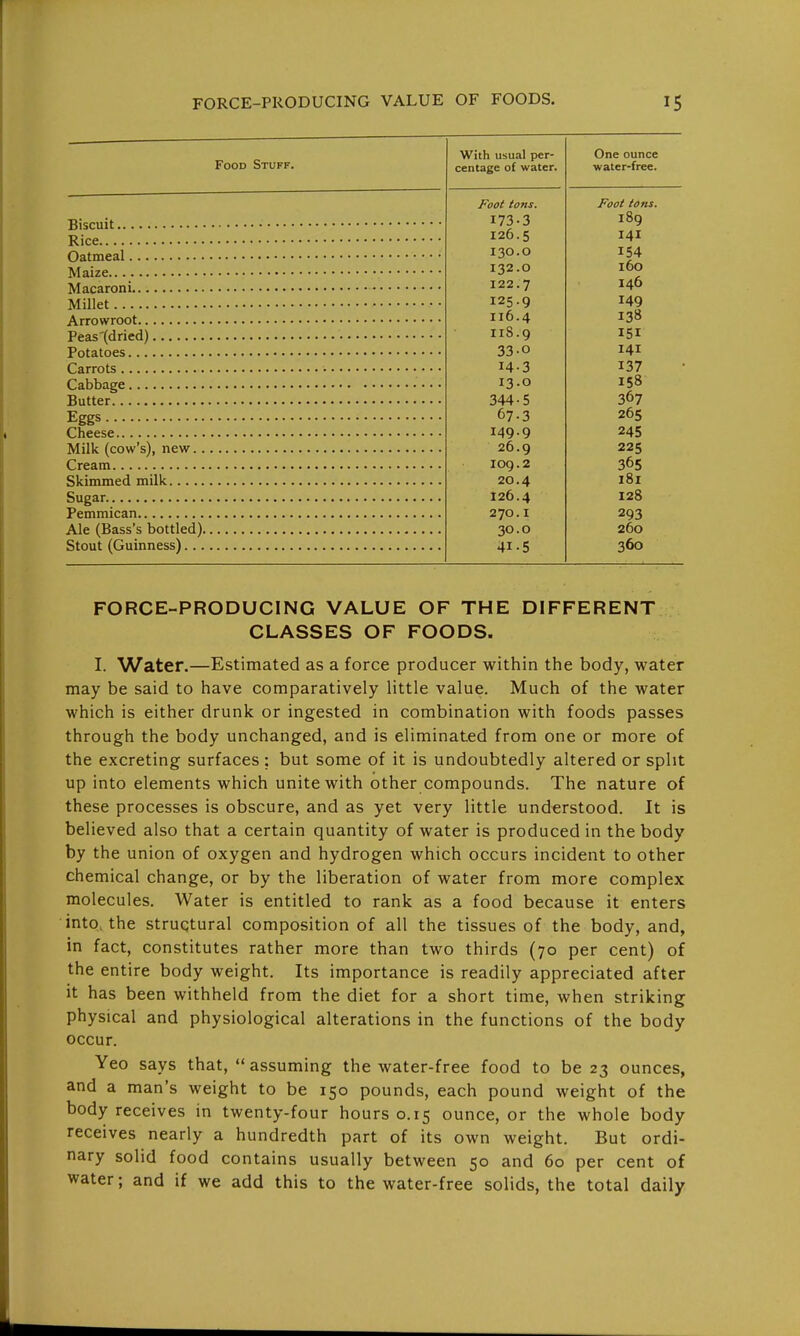 FORCE-PRODUCING VALUE OF FOODS. 15
Food Stuff. With usual percentage of water. One ounce water-free.
Foot tons. Foot tons.
Biscuit 173.3 189
Rice 126.5 141
Oatmeal 130.0 154
Maize 132.0 160
Macaroni 122.7 146
Millet 125.9 149
Arrowroot 116.4 138
Peas (dried) 118.9 151
Potatoes 33.0 141
Carrots 14.3 137
Cabbage 13.0 158
Butter 344.5 367
Eggs 67.3 265
Cheese 149.9 245
Milk (cow's), new 26.9 225
Cream 109.2 365
Skimmed milk 20.4 181
Sugar 126.4 128
Pemmican 270.1 293
Ale (Bass's bottled) 30.0 260
Stout (Guinness) 41.5 360
FORCE-PRODUCING VALUE OF THE DIFFERENT
CLASSES OF FOODS.
I. Water.—Estimated as a force producer within the body, water
may be said to have comparatively little value. Much of the water
which is either drunk or ingested in combination with foods passes
through the body unchanged, and is eliminated from one or more of
the excreting surfaces; but some of it is undoubtedly altered or split
up into elements which unite with other compounds. The nature of
these processes is obscure, and as yet very little understood. It is
believed also that a certain quantity of water is produced in the body
by the union of oxygen and hydrogen which occurs incident to other
chemical change, or by the liberation of water from more complex
molecules. Water is entitled to rank as a food because it enters
into the structural composition of all the tissues of the body, and,
in fact, constitutes rather more than two thirds (70 per cent) of
the entire body weight. Its importance is readily appreciated after
it has been withheld from the diet for a short time, when striking
physical and physiological alterations in the functions of the body
occur.
Yeo says that, "assuming the water-free food to be 23 ounces,
and a man's weight to be 150 pounds, each pound weight of the
body receives in twenty-four hours 0.15 ounce, or the whole body
receives nearly a hundredth part of its own weight. But ordi-
nary solid food contains usually between 50 and 60 per cent of
water; and if we add this to the water-free solids, the total daily